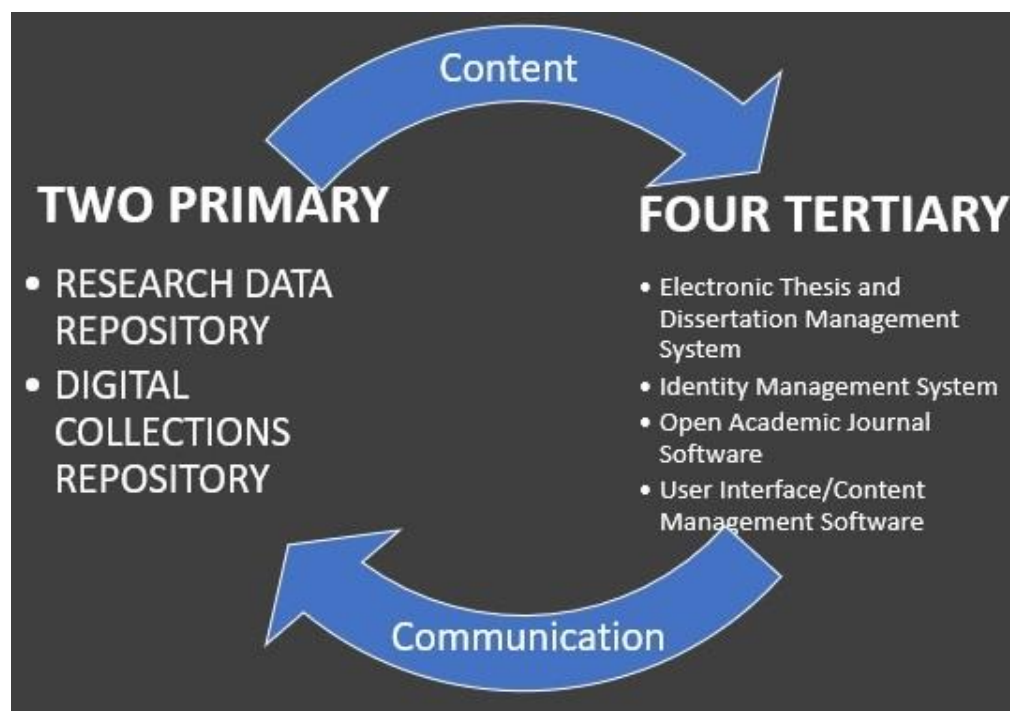 Content
TWO PRIMARY
• RESEARCH DATA
REPOSITORY
• DIGITAL
COLLECTIONS
REPOSITORY
FOUR TERTIARY
• Electronic Thesis and
Dissertation Management
System
• Identity Management System
• Open Academic Journal
Software
• User Interface/Content
Management Software
Communication